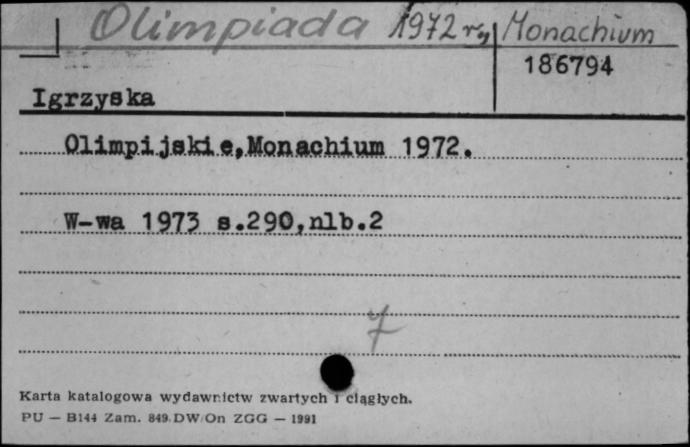 Olimpiada 1972 r., Monachium
186794
Igrzyska
Olimpijskie,Monachium 1972.
W-wa 1973 s.290,nlb.2
7
Karta katalogowa wydawnictw zwartych i ciągłych.
PU — B144 Zam. 849 DW/On ZGG — 1991